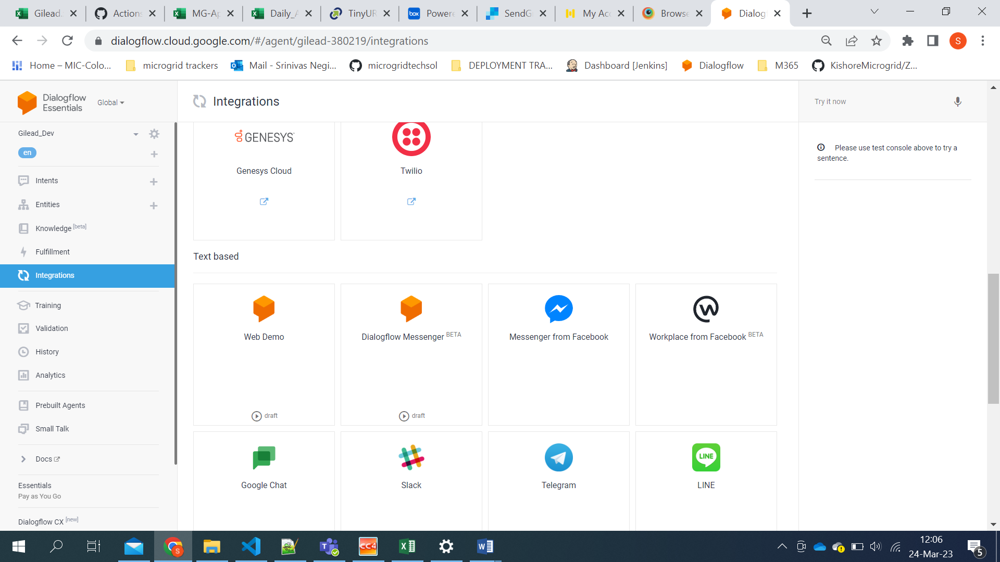 Gilead.
Actions
MG-Ap
Daily_A
TinyUR
box
Powere
SendGr
My Acc
Browse
Dialog
dialogflow.cloud.google.com/#/agent/gilead-380219/integrations
S
Home – MIC-Colo...
microgrid trackers
Mail - Srinivas Negi...
microgridtechsol
DEPLOYMENT TRA...
Dashboard [Jenkins]
Dialogflow
M365
KishoreMicrogrid/Z...
Dialogflow
Essentials
Global
Integrations
Try it now
Gilead_Dev
en
Intents
Entities
Knowledge [beta]
Fulfillment
Integrations
Training
Validation
History
Analytics
Prebuilt Agents
Small Talk
Docs
Essentials
Pay as You Go
Dialogflow CX [new]
GENESYS
Genesys Cloud
Twilio
Text based
Web Demo
draft
Dialogflow Messenger BETA
draft
Messenger from Facebook
Workplace from Facebook BETA
Google Chat
Slack
Telegram
LINE
LINE
Please use test console above to try a
sentence.
S
CC4
12:06
24-Mar-23
5